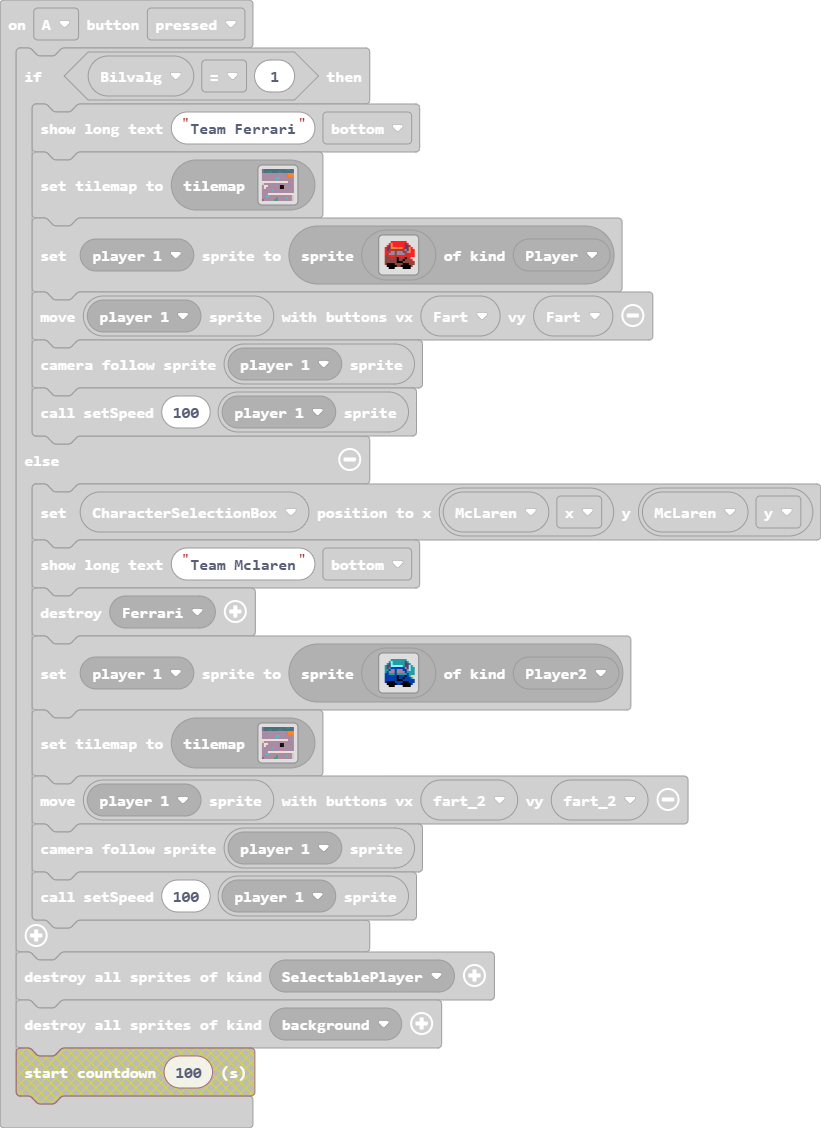 on A button pressed
if Bilvalg = 1 then
show long text "Team Ferrari" bottom
set tilemap to tilemap
set player 1 sprite to sprite of kind Player
move player 1 sprite with buttons vx Fart vy Fart
camera follow sprite player 1 sprite
call setSpeed 100 player 1 sprite
else
set CharacterSelectionBox position to x McLaren x y McLaren y
show long text "Team Mclaren" bottom
destroy Ferrari
set player 1 sprite to sprite of kind Player2
set tilemap to tilemap
move player 1 sprite with buttons vx fart_2 vy fart_2
camera follow sprite player 1 sprite
call setSpeed 100 player 1 sprite
destroy all sprites of kind SelectablePlayer
destroy all sprites of kind background
start countdown 100 (s)